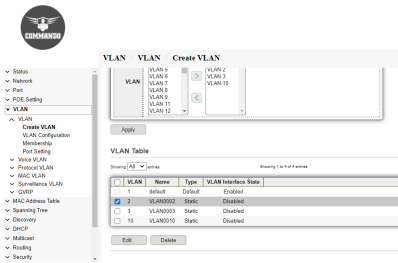 COMMANDO
VLAN VLAN Create VLAN
Status
Network
Port
POE Setting
VLAN
VLAN
Create VLAN
VLAN Configuration
Membership
Port Setting
Voice VLAN
Protocol VLAN
MAC VLAN
Surveillance VLAN
GVRP
MAC Address Table
Spanning Tree
Discovery
DHCP
Multicast
Routing
Security
VLAN
VLAN 5
VLAN 6
VLAN 7
VLAN 8
VLAN 9
VLAN 11
VLAN 12
VLAN 2
VLAN 3
VLAN 10
Apply
VLAN Table
Showing All entries Showing 1 to 4 of 4 entries
VLAN Name Type VLAN Interface State
1 default Default Enabled
2 VLAN0002 Static Disabled
3 VLAN0003 Static Disabled
10 VLAN0010 Static Disabled
Edit Delete